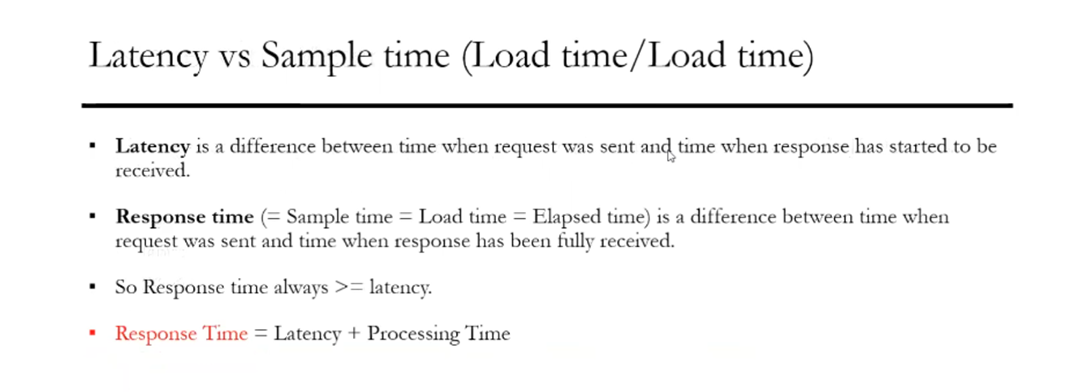 Latency vs Sample time (Load time/Load time)
▪ Latency is a difference between time when request was sent and time when response has started to be
received.
▪ Response time (= Sample time = Load time = Elapsed time) is a difference between time when
request was sent and time when response has been fully received.
▪ So Response time always >= latency.
▪ Response Time = Latency + Processing Time